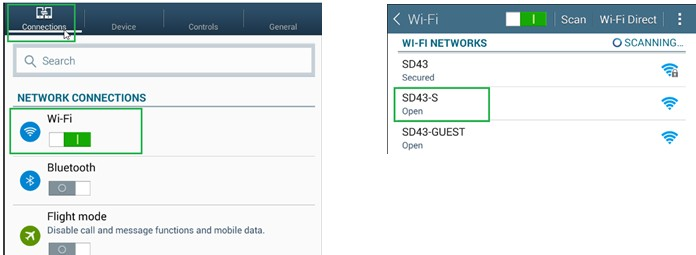 Connections Device Controls General
Search
NETWORK CONNECTIONS
Wi-Fi
Bluetooth
Flight mode
Disable call and message functions and mobile data.
Wi-Fi Scan Wi-Fi Direct
WI-FI NETWORKS SCANNING...
SD43
Secured
SD43-S
Open
SD43-GUEST
Open